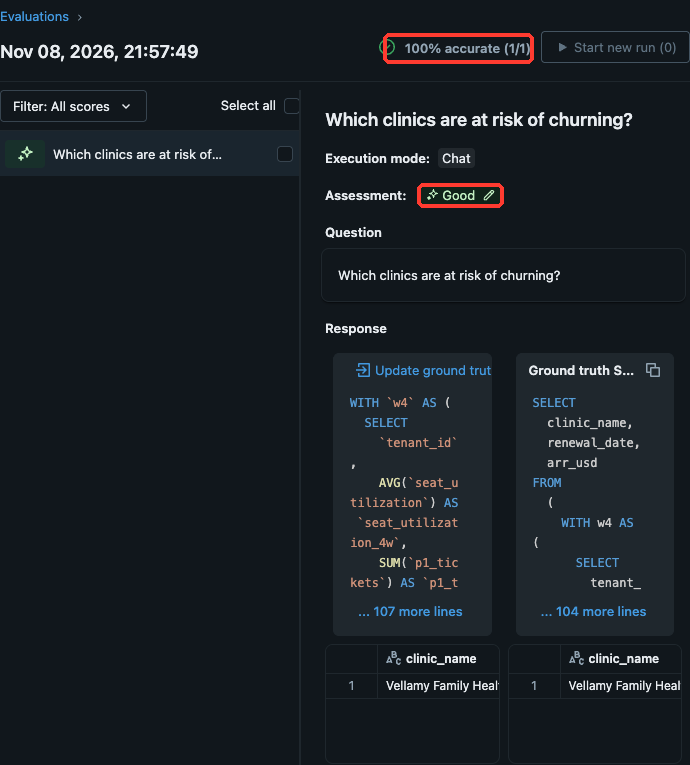 Evaluations ›
Nov 08, 2026, 21:57:49
100% accurate (1/1)
Start new run (0)
Filter: All scores
Select all
Which clinics are at risk of...
Which clinics are at risk of churning?
Execution mode: Chat
Assessment: Good
Question
Which clinics are at risk of churning?
Response
Update ground trut
WITH `w4` AS (
SELECT
`tenant_id`
,
AVG(`seat_u
tilization`) AS
`seat_utilizat
ion_4w`,
SUM(`p1_tic
kets`) AS `p1_t
... 107 more lines
Ground truth S...
SELECT
clinic_name,
renewal_date,
arr_usd
FROM
(
WITH w4 AS
(
SELECT
tenant_
... 104 more lines
ABC clinic_name
1 Vellamy Family Heal
ABC clinic_name
1 Vellamy Family Heal